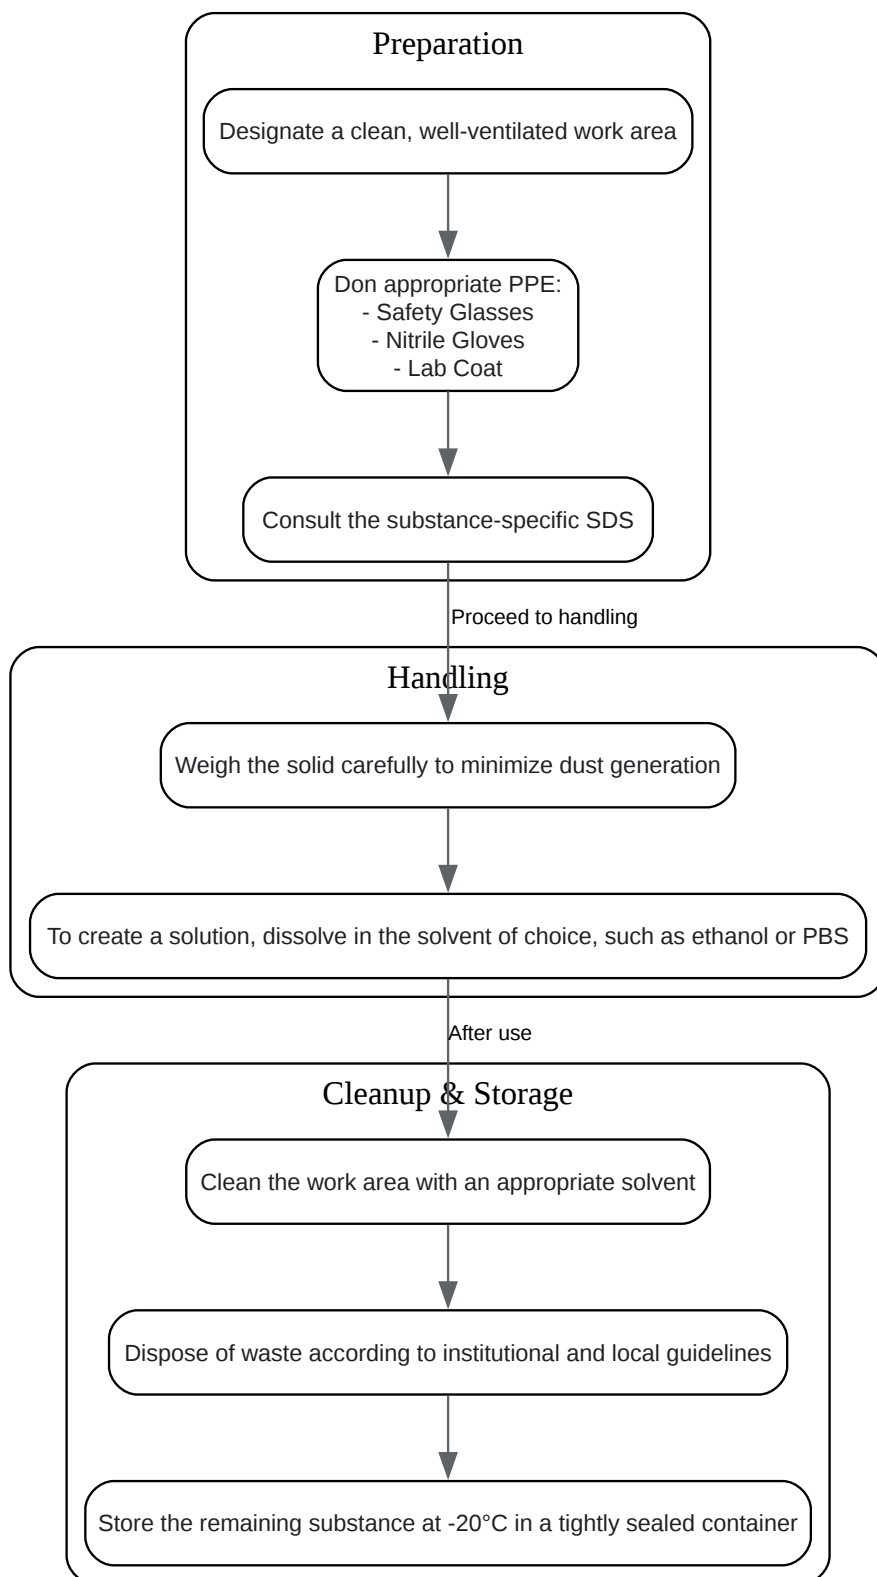 Preparation
Designate a clean, well-ventilated work area
Don appropriate PPE:
- Safety Glasses
- Nitrile Gloves
- Lab Coat
Consult the substance-specific SDS
Proceed to handling
Handling
Weigh the solid carefully to minimize dust generation
To create a solution, dissolve in the solvent of choice, such as ethanol or PBS
After use
Cleanup & Storage
Clean the work area with an appropriate solvent
Dispose of waste according to institutional and local guidelines
Store the remaining substance at -20°C in a tightly sealed container